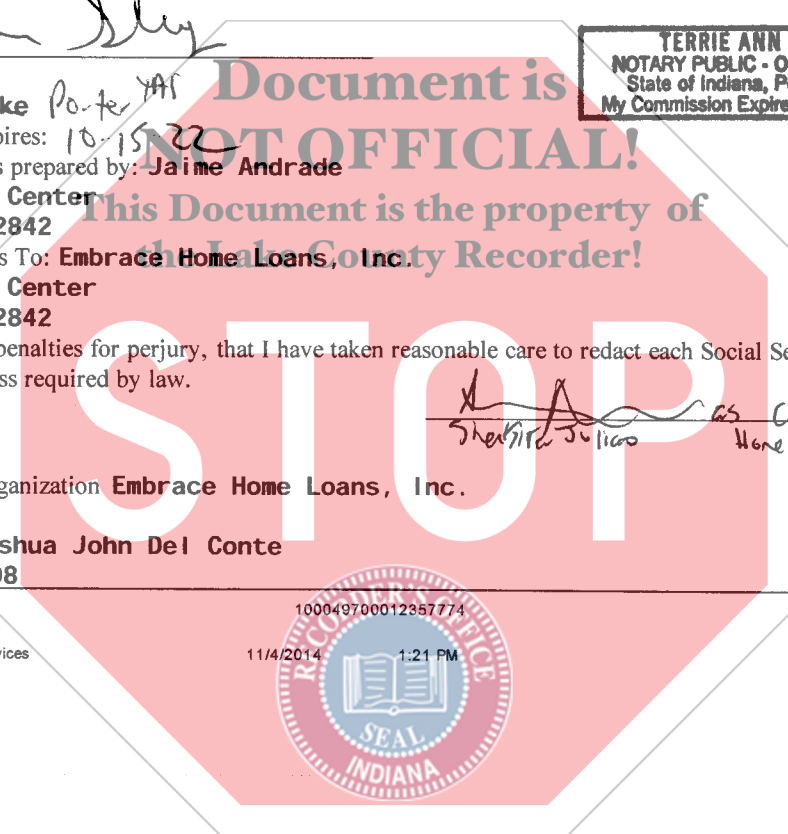 TERRIE ANN
NOTARY PUBLIC - O
State of Indiana, P
My Commission Expire
Document is
NOT OFFICIAL!
This Document is the property of
the Lake County Recorder!
ke Porter YAS
pires: 10-15-22
s prepared by: Jaime Andrade
Center
2842
s To: Embrace Home Loans, Inc.
Center
2842
penalties for perjury, that I have taken reasonable care to redact each Social Se
ss required by law.
STOP
as
Home
ganization Embrace Home Loans, Inc.
shua John Del Conte
98
100049700012357774
vices 11/4/2014 1:21 PM
RECORDER'S OFFICE
SEAL
INDIANA